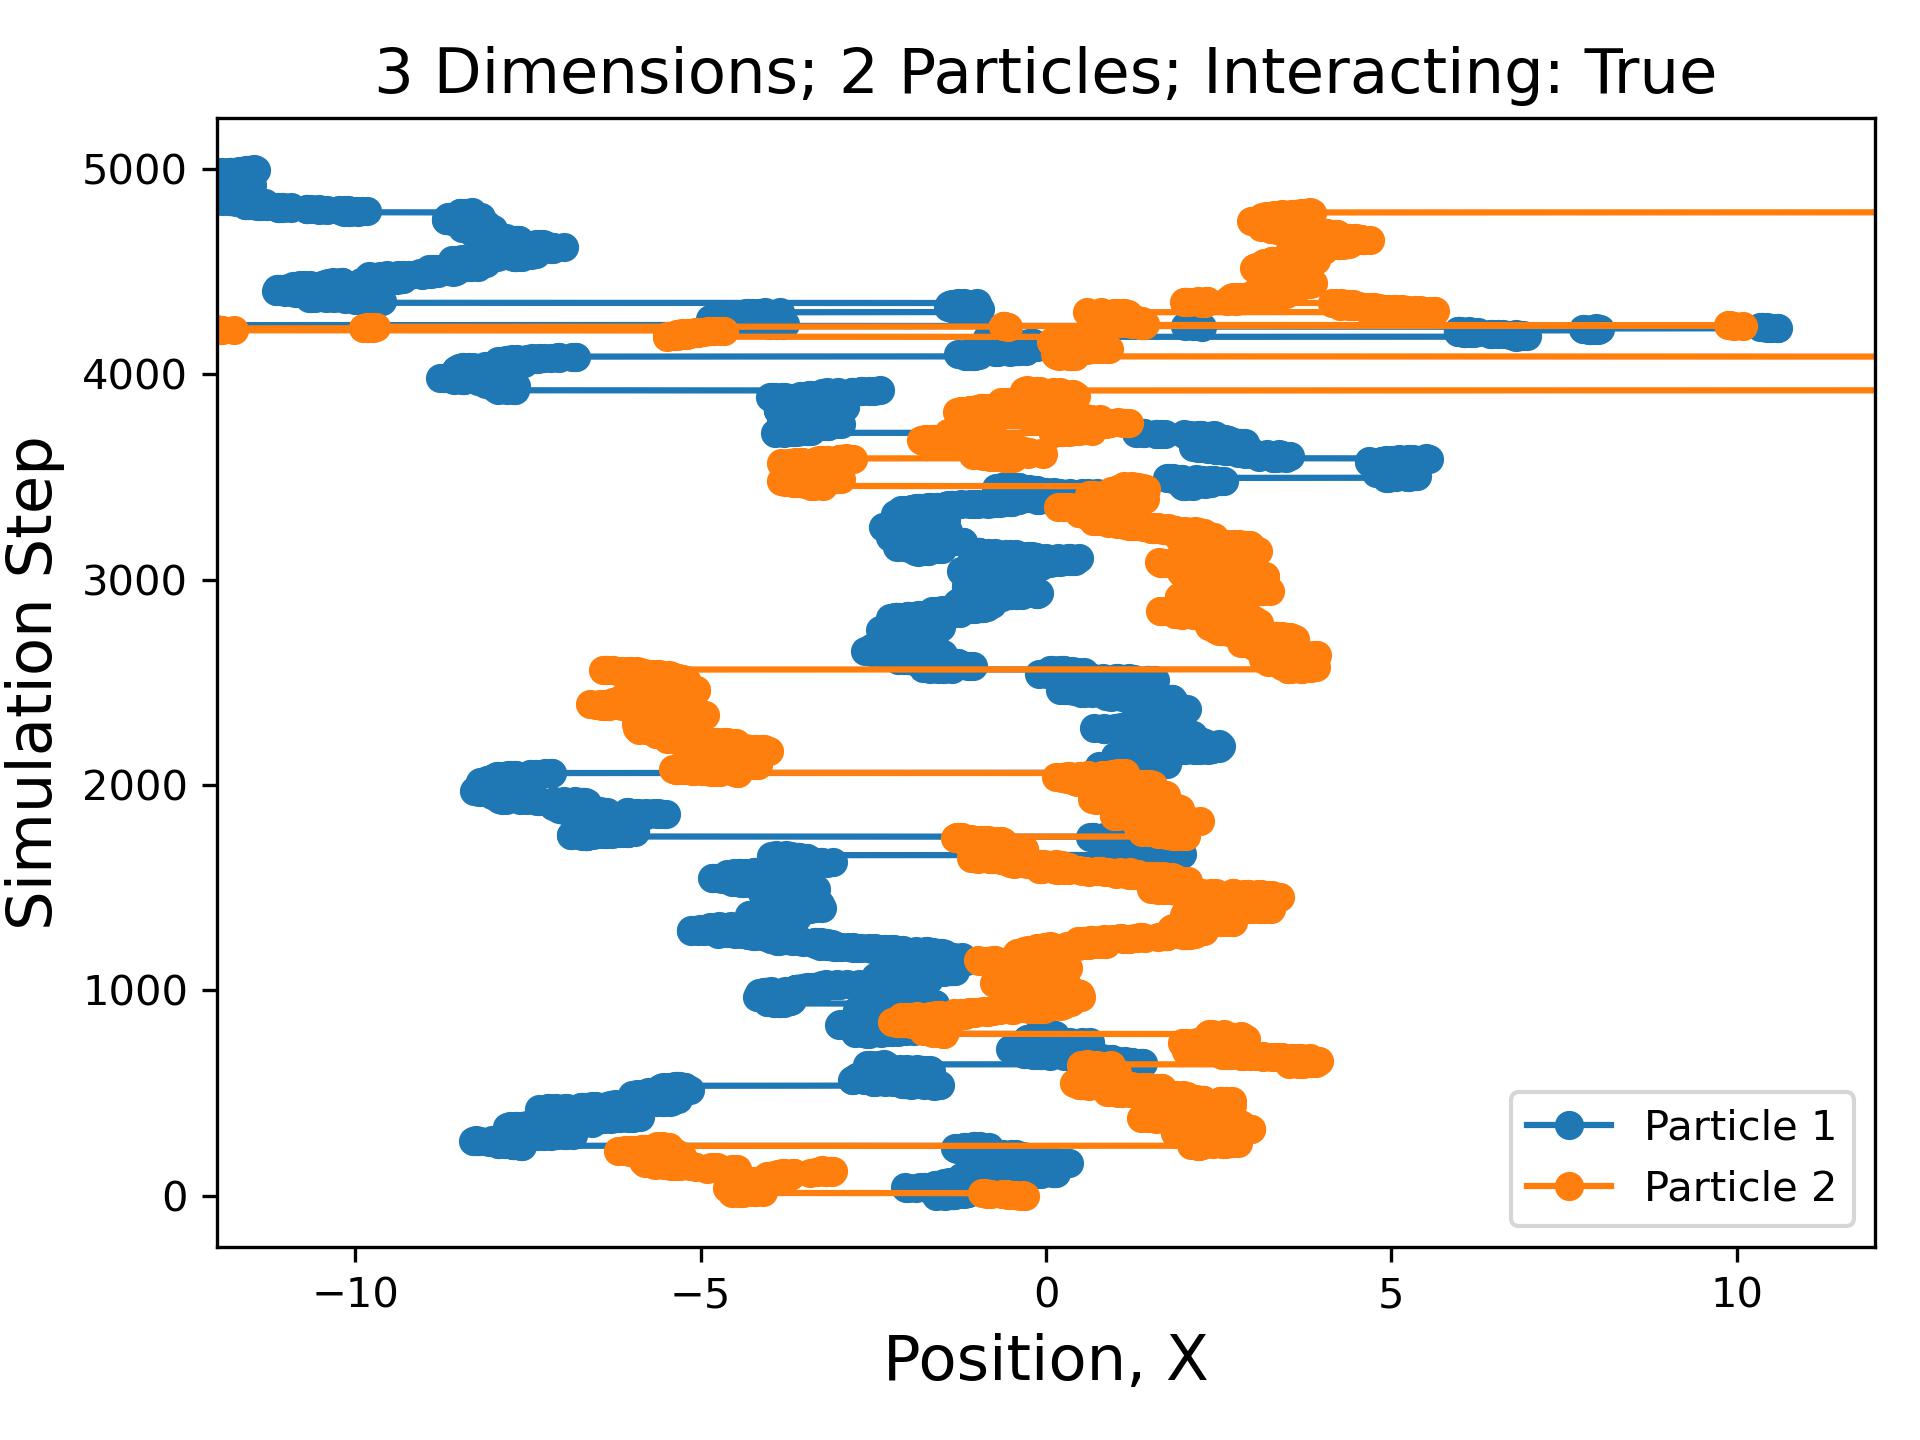 3 Dimensions; 2 Particles; Interacting: True
Simulation Step
5000
4000
3000
2000
1000
0
−10
−5
0
5
10
Position, X
Particle 1
Particle 2